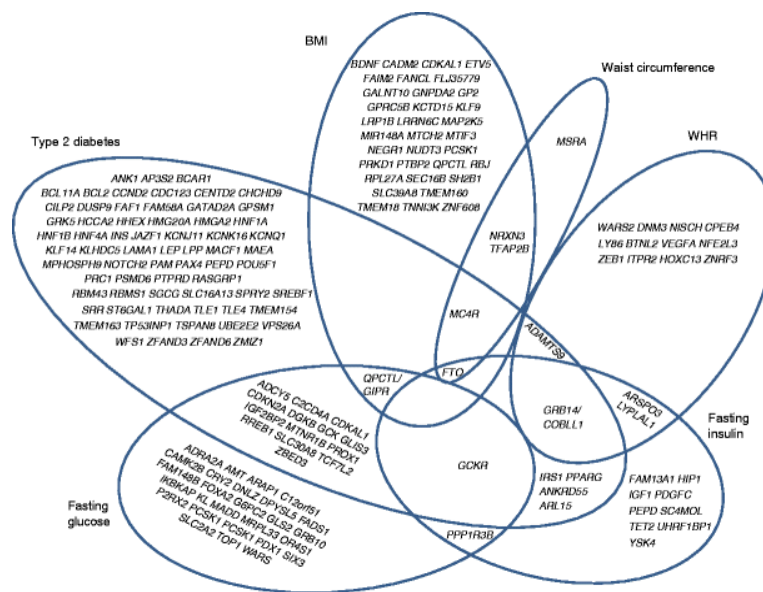 BMI
BDNF CADM2 CDKAL1 ETV5
FAIM2 FANCL FLJ35779
GALNT10 GNPDA2 GP2
GPRC5B KCTD15 KLF9
LRP1B LRRN6C MAP2K5
MIR148A MTCH2 MTIF3
NEGR1 NUDT3 PCSK1
PRKD1 PTBP2 QPCTL RBJ
RPL27A SEC16B SH2B1
SLC39A8 TMEM160
TMEM18 TNNI3K ZNF608
Waist circumference
MSRA
WHR
WARS2 DNM3 NISCH CPEB4
LY86 BTNL2 VEGFA NFE2L3
ZEB1 ITPR2 HOXC13 ZNRF3
Type 2 diabetes
ANK1 AP3S2 BCAR1
BCL11A BCL2 CCND2 CDC123 CENTD2 CHCHD9
CILP2 DUSP9 FAF1 FAM58A GATAD2A GPSM1
GRK5 HCCA2 HHEX HMG20A HMGA2 HNF1A
HNF1B HNF4A INS JAZF1 KCNJ11 KCNK16 KCNQ1
KLF14 KLHDC5 LAMA1 LEP LPP MACF1 MAEA
MPHOSPH9 NOTCH2 PAM PAX4 PEPD POU5F1
PRC1 PSMD6 PTPRD RASGRP1
RBM43 RBMS1 SGCG SLC16A13 SPRY2 SREBF1
SRR ST6GAL1 THADA TLE1 TLE4 TMEM154
TMEM163 TP53INP1 TSPAN8 UBE2E2 VPS26A
WFS1 ZFAND3 ZFAND6 ZMIZ1
NRXN3
TFAP2B
MC4R
ADAMTS9
FTO
QPCTL/
GIPR
ADCY5 C2CD4A CDKAL1
CDKN2A DGKB GCK GLIS3
IGF2BP2 MTNR1B PROX1
RREB1 SLC30A8 TCF7L2
ZBED3
GRB14/
COBLL1
ARSPO3
LYPLAL1
Fasting
insulin
GCKR
IRS1 PPARG
ANKRD55
ARL15
FAM13A1 HIP1
IGF1 PDGFC
PEPD SC4MOL
TET2 UHRF1BP1
YSK4
Fasting
glucose
ADRA2A AMT ARAP1 C12orf51
CAMK2B CRY2 DNLZ DPYSL5 FADS1
FAM148B FOXA2 G6PC2 GLS2 GRB10
IKBKAP KL MADD MRPL33 OR4S1
P2RX2 PCSK1 PCSK1 PDX1 SIX3
SLC2A2 TOP1 WARS
PPP1R3B